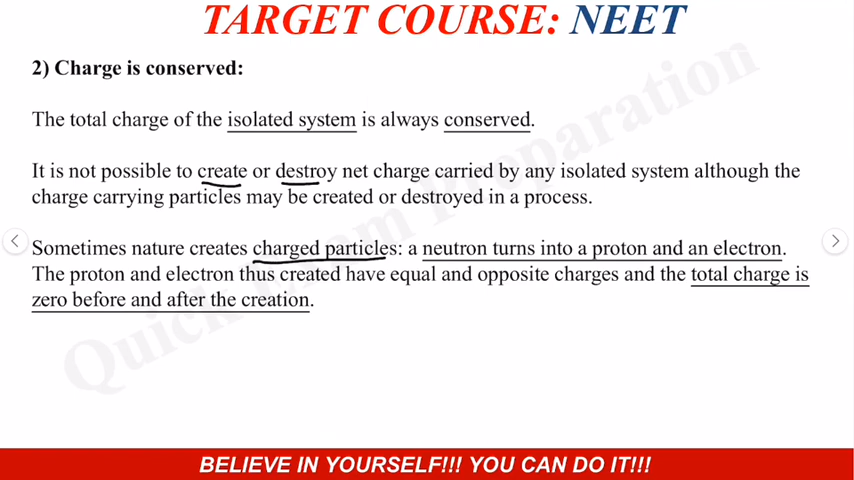 TARGET COURSE: NEET
2) Charge is conserved:
The total charge of the isolated system is always conserved.
It is not possible to create or destroy net charge carried by any isolated system although the
charge carrying particles may be created or destroyed in a process.
Sometimes nature creates charged particles: a neutron turns into a proton and an electron.
The proton and electron thus created have equal and opposite charges and the total charge is
zero before and after the creation.
Quick Exam Preparation
BELIEVE IN YOURSELF!!! YOU CAN DO IT!!!